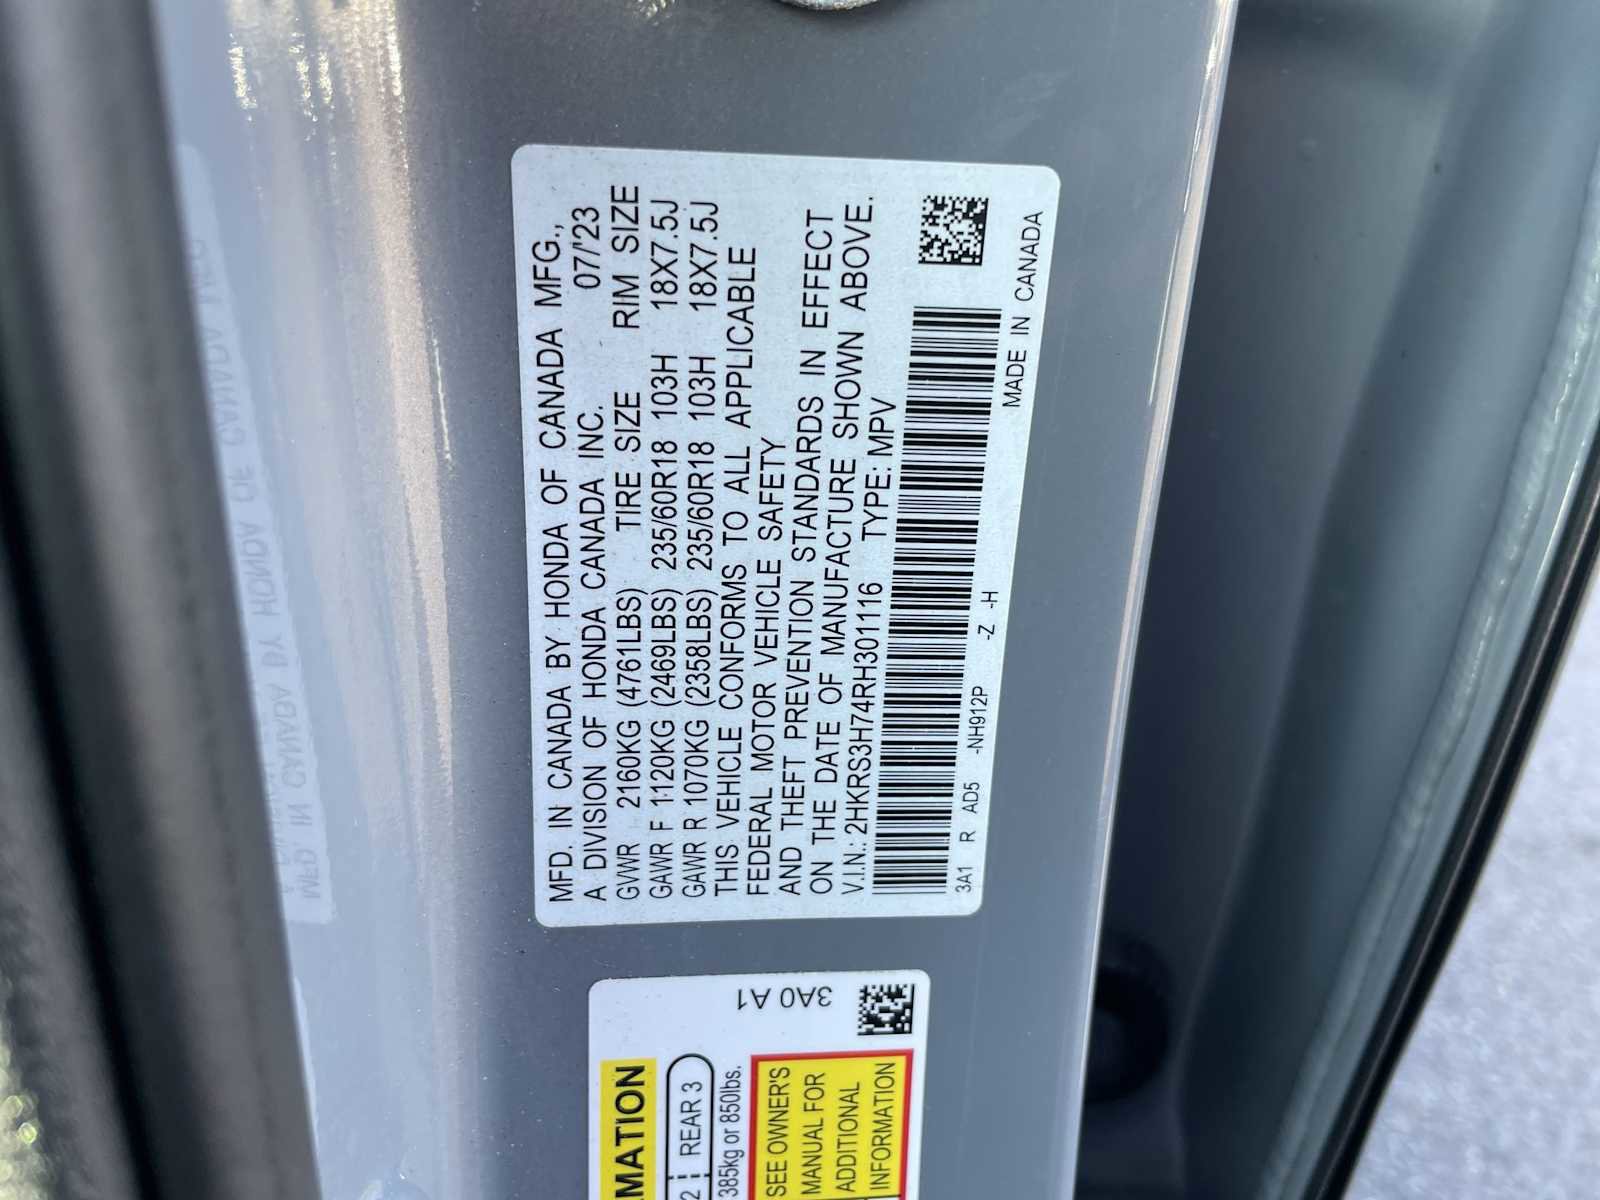 MFD. IN CANADA BY HONDA OF CANADA MFG.,
A DIVISION OF HONDA CANADA INC. 07/'23
GVWR 2160KG (4761LBS) TIRE SIZE RIM SIZE
GAWR F 1120KG (2469LBS) 235/60R18 103H 18X7.5J
GAWR R 1070KG (2358LBS) 235/60R18 103H 18X7.5J
THIS VEHICLE CONFORMS TO ALL APPLICABLE
FEDERAL MOTOR VEHICLE SAFETY
AND THEFT PREVENTION STANDARDS IN EFFECT
ON THE DATE OF MANUFACTURE SHOWN ABOVE.
V.I.N.: 2HKRS3H74RH301116 TYPE: MPV
3A1 R AD5 -NH912P -Z -H
MADE IN CANADA
3A0 A1
RMATION
2 REAR 3
385kg or 850lbs.
SEE OWNER'S
MANUAL FOR
ADDITIONAL
INFORMATION